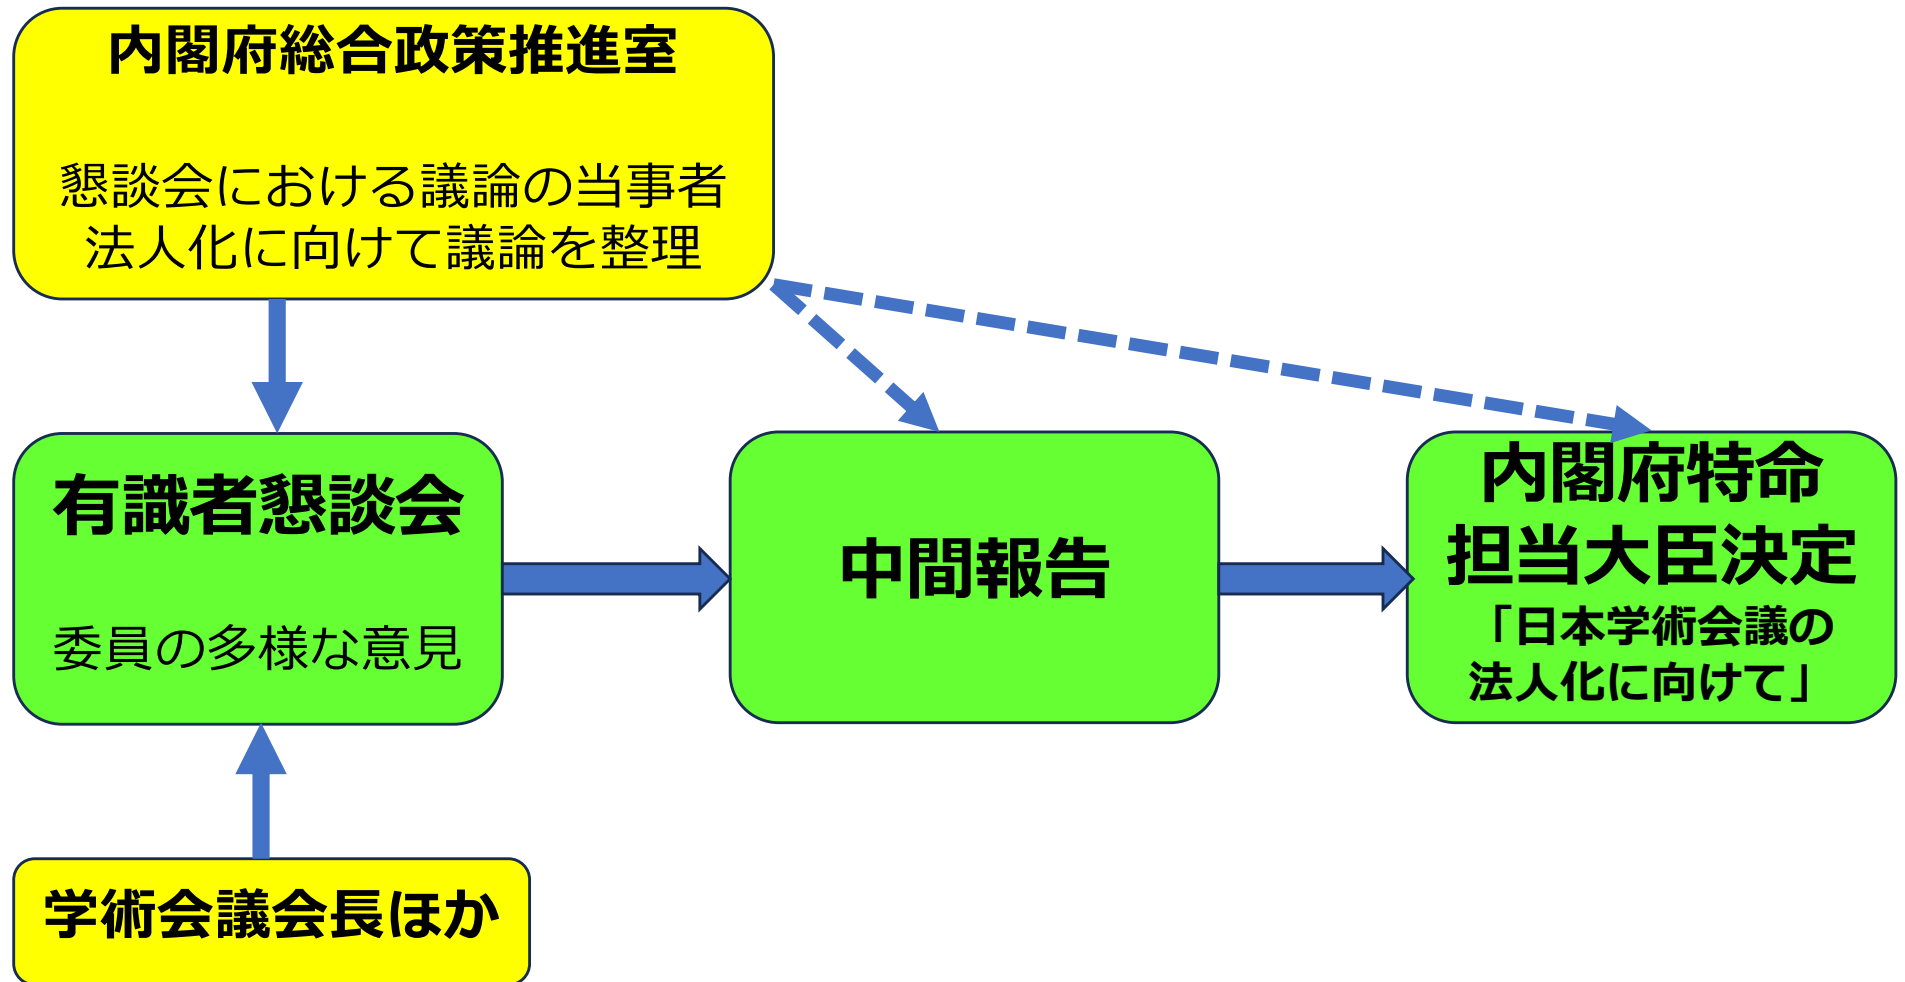 内閣府総合政策推進室
懇談会における議論の当事者
法人化に向けて議論を整理
有識者懇談会
委員の多様な意見
中間報告
内閣府特命
担当大臣決定
「日本学術会議の
法人化に向けて」
学術会議会長ほか